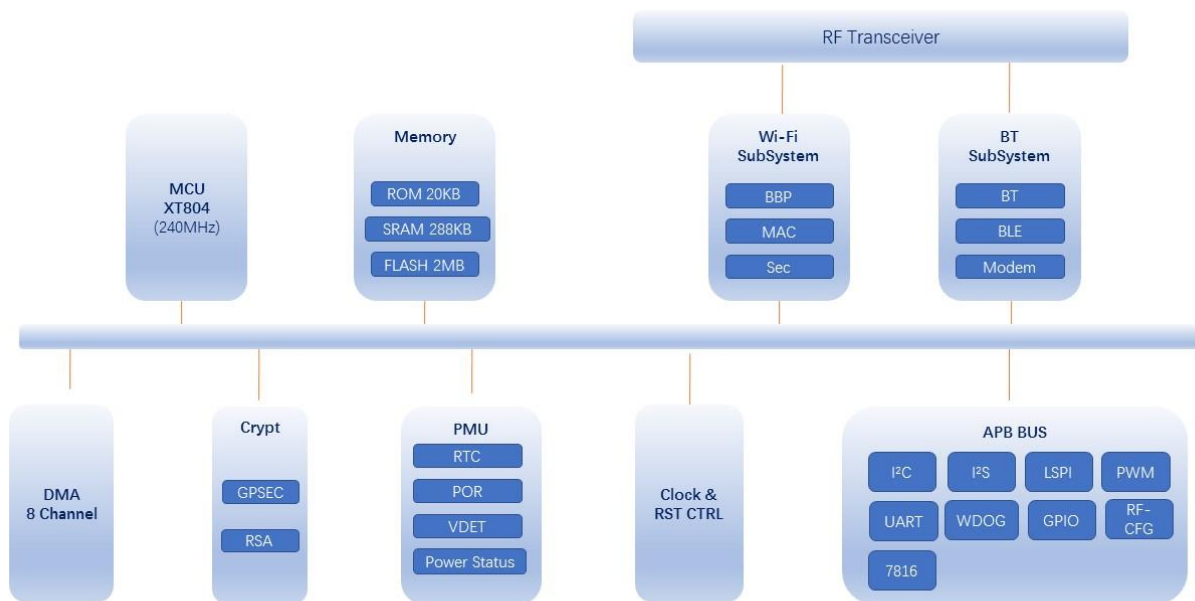 RF Transceiver
MCU
XT804
(240MHz)
Memory
ROM 20KB
SRAM 288KB
FLASH 2MB
Wi-Fi
SubSystem
BBP
MAC
Sec
BT
SubSystem
BT
BLE
Modem
DMA
8 Channel
Crypt
GPSEC
RSA
PMU
RTC
POR
VDET
Power Status
Clock &
RST CTRL
APB BUS
I²C
I²S
LSPI
PWM
UART
WDOG
GPIO
RF-
CFG
7816